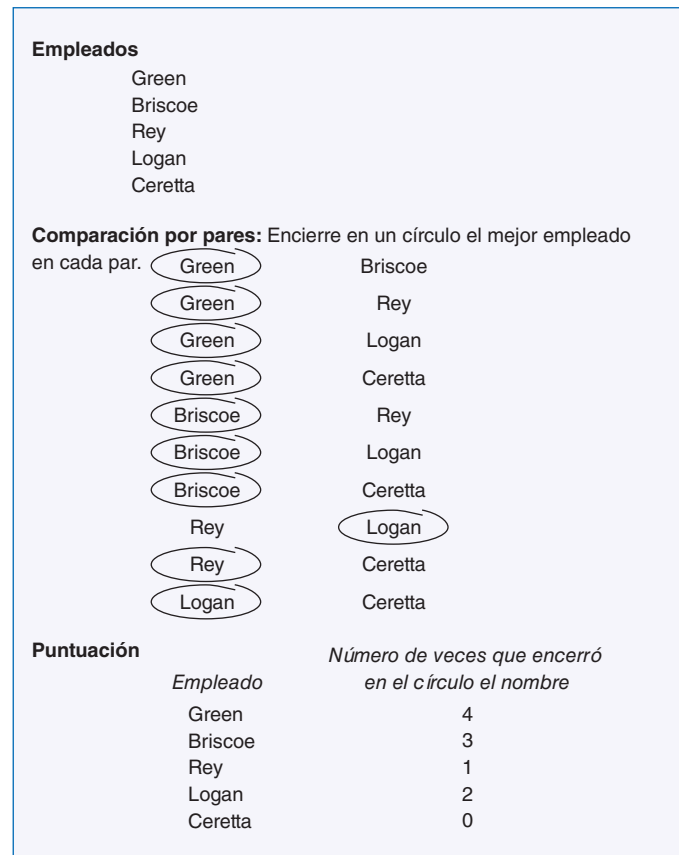 Empleados
Green
Briscoe
Rey
Logan
Ceretta
Comparación por pares: Encierre en un círculo el mejor empleado
en cada par. Green Briscoe
Green Rey
Green Logan
Green Ceretta
Briscoe Rey
Briscoe Logan
Briscoe Ceretta
Rey Logan
Rey Ceretta
Logan Ceretta
Puntuación
Número de veces que encerró
Empleado en el círculo el nombre
Green 4
Briscoe 3
Rey 1
Logan 2
Ceretta 0